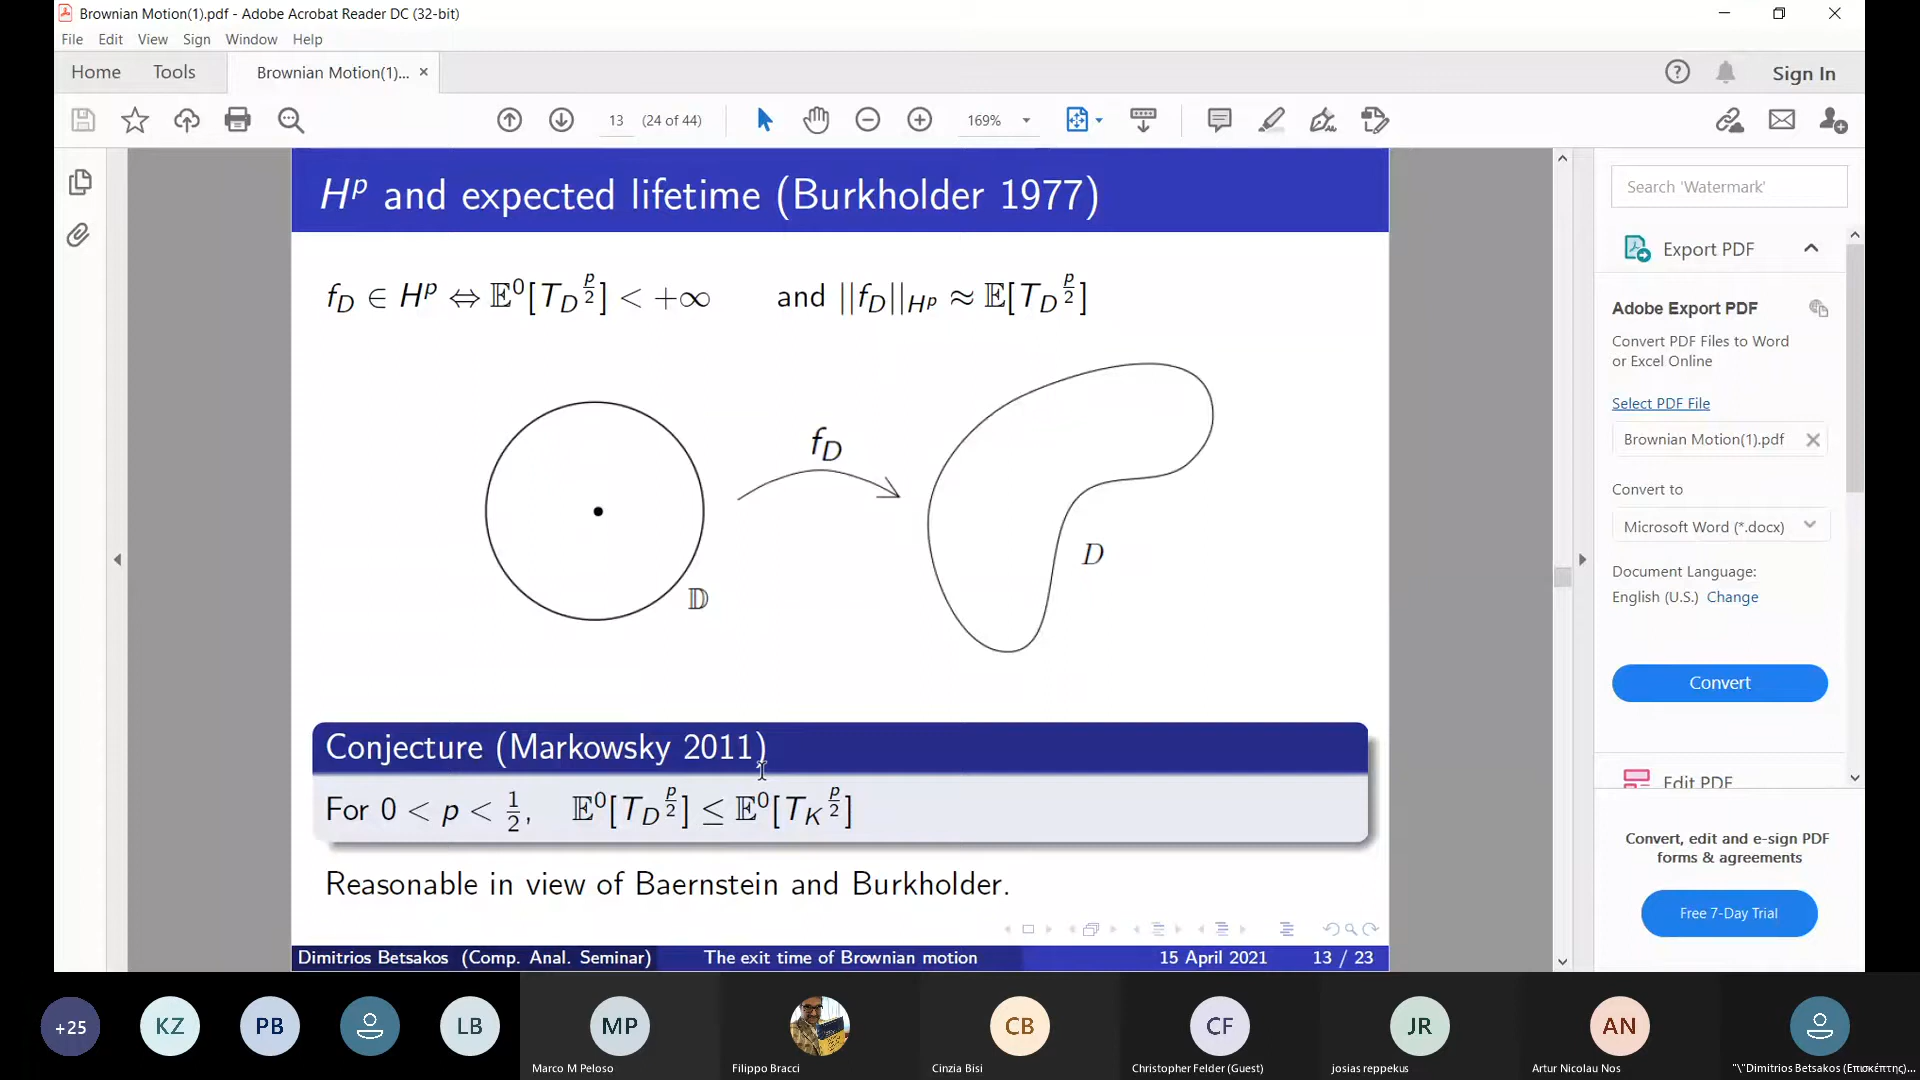 Brownian Motion(1).pdf - Adobe Acrobat Reader DC (32-bit)
File Edit View Sign Window Help
Home Tools Brownian Motion(1)... × Sign In
13 (24 of 44) 169%
H^p and expected lifetime (Burkholder 1977)
f_D ∈ H^p ⇔ 𝔼^0[T_D^{p/2}] < +∞ and ||f_D||_{H^p} ≈ 𝔼[T_D^{p/2}]
f_D
D
𝔻
Conjecture (Markowsky 2011)
For 0 < p < 1/2, 𝔼^0[T_D^{p/2}] ≤ 𝔼^0[T_K^{p/2}]
Reasonable in view of Baernstein and Burkholder.
Dimitrios Betsakos (Comp. Anal. Seminar) The exit time of Brownian motion 15 April 2021 13 / 23
Search 'Watermark'
Export PDF
Adobe Export PDF
Convert PDF Files to Word
or Excel Online
Select PDF File
Brownian Motion(1).pdf
Convert to
Microsoft Word (*.docx)
Document Language:
English (U.S.) Change
Convert
Edit PDF
Convert, edit and e-sign PDF
forms & agreements
Free 7-Day Trial
+25 KZ PB LB MP CB CF JR AN
Marco M Peloso Filippo Bracci Cinzia Bisi Christopher Felder (Guest) josias reppekus Artur Nicolau Nos "\"Dimitrios Betsakos (Επισκέπτης)...